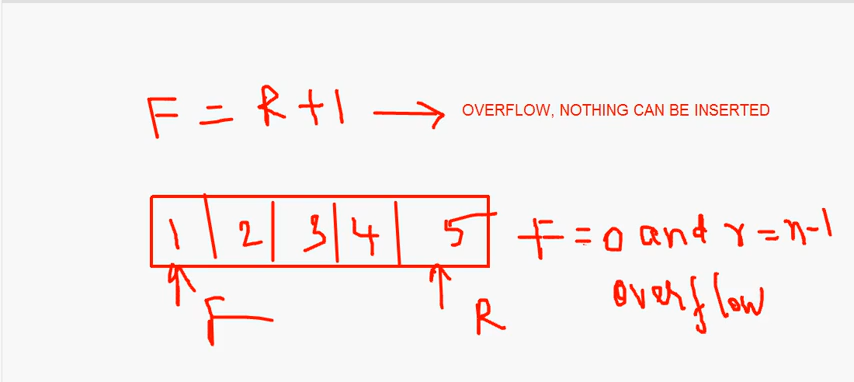 F = R+1 → OVERFLOW, NOTHING CAN BE INSERTED
1 2 3 4 5 F = 0 and r = n-1
overflow
F R